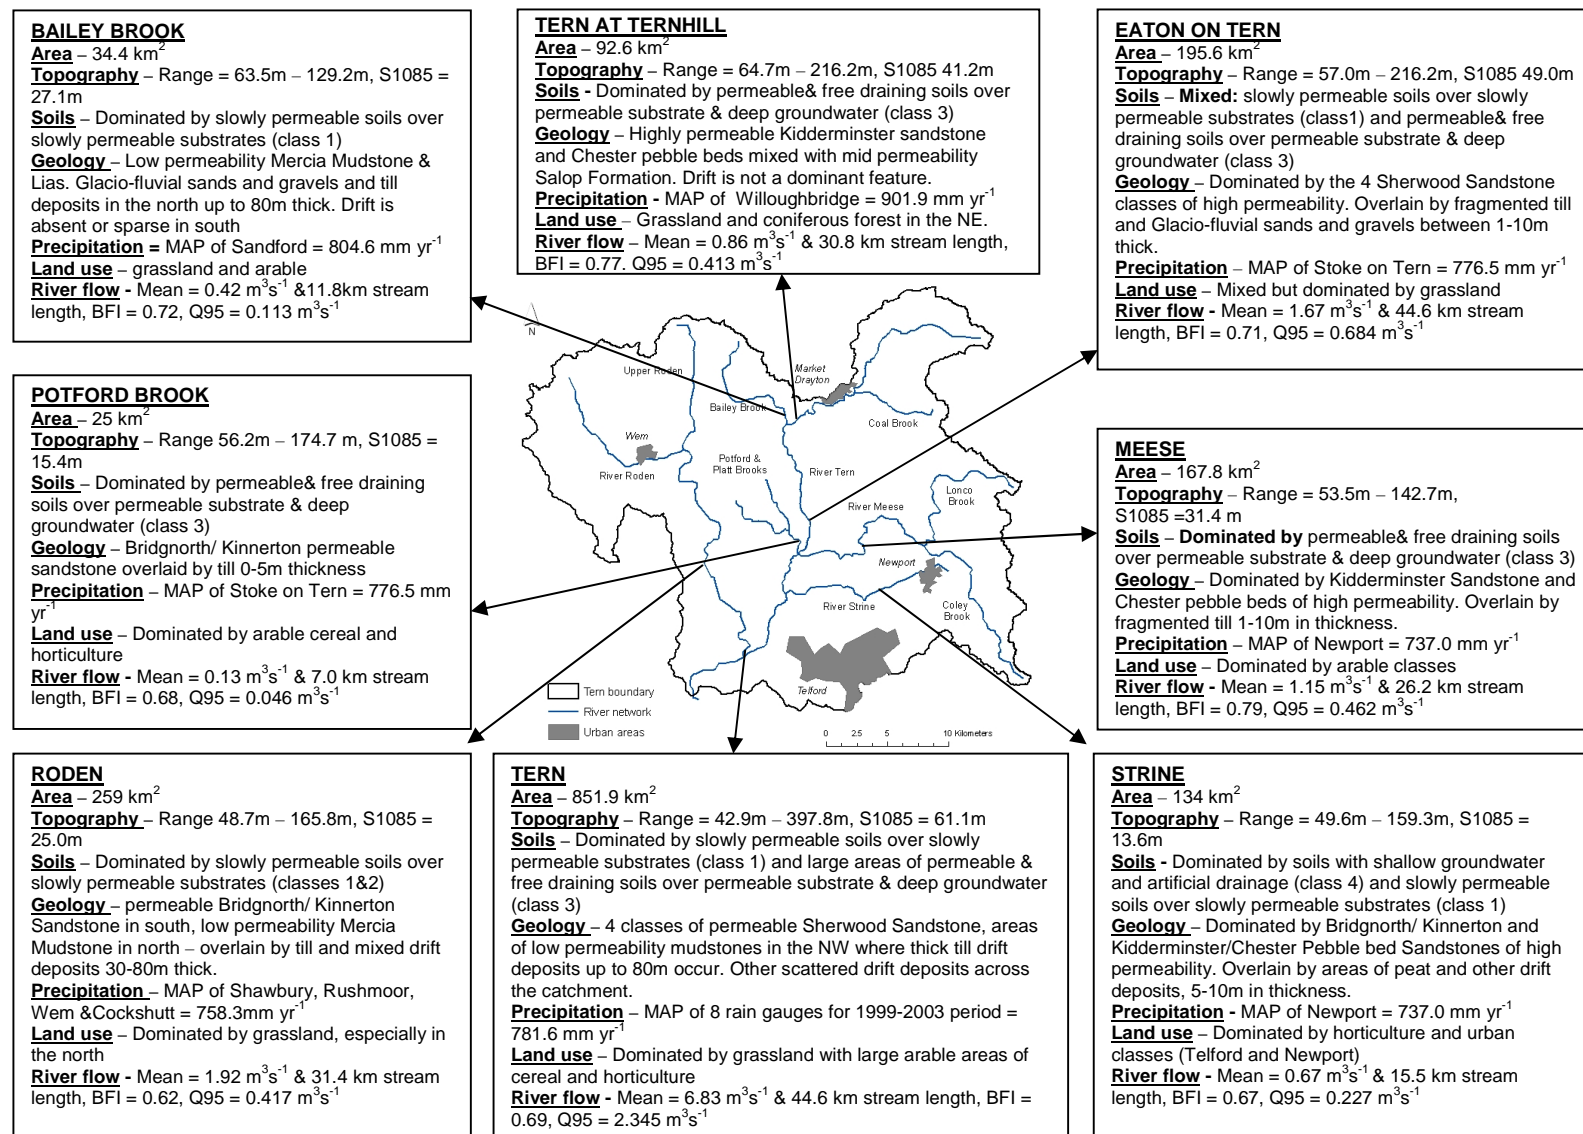 BAILEY BROOK
Area – 34.4 km²
Topography – Range = 63.5m – 129.2m, S1085 =
27.1m
Soils – Dominated by slowly permeable soils over
slowly permeable substrates (class 1)
Geology – Low permeability Mercia Mudstone &
Lias. Glacio-fluvial sands and gravels and till
deposits in the north up to 80m thick. Drift is
absent or sparse in south
Precipitation = MAP of Sandford = 804.6 mm yr⁻¹
Land use – grassland and arable
River flow - Mean = 0.42 m³s⁻¹ &11.8km stream
length, BFI = 0.72, Q95 = 0.113 m³s⁻¹
TERN AT TERNHILL
Area – 92.6 km²
Topography – Range = 64.7m – 216.2m, S1085 41.2m
Soils - Dominated by permeable& free draining soils over
permeable substrate & deep groundwater (class 3)
Geology – Highly permeable Kidderminster sandstone
and Chester pebble beds mixed with mid permeability
Salop Formation. Drift is not a dominant feature.
Precipitation - MAP of Willoughbridge = 901.9 mm yr⁻¹
Land use – Grassland and coniferous forest in the NE.
River flow – Mean = 0.86 m³s⁻¹ & 30.8 km stream length,
BFI = 0.77. Q95 = 0.413 m³s⁻¹
EATON ON TERN
Area – 195.6 km²
Topography – Range = 57.0m – 216.2m, S1085 49.0m
Soils – Mixed: slowly permeable soils over slowly
permeable substrates (class1) and permeable& free
draining soils over permeable substrate & deep
groundwater (class 3)
Geology – Dominated by the 4 Sherwood Sandstone
classes of high permeability. Overlain by fragmented till
and Glacio-fluvial sands and gravels between 1-10m
thick.
Precipitation – MAP of Stoke on Tern = 776.5 mm yr⁻¹
Land use – Mixed but dominated by grassland
River flow - Mean = 1.67 m³s⁻¹ & 44.6 km stream
length, BFI = 0.71, Q95 = 0.684 m³s⁻¹
POTFORD BROOK
Area – 25 km²
Topography – Range 56.2m – 174.7 m, S1085 =
15.4m
Soils – Dominated by permeable& free draining
soils over permeable substrate & deep
groundwater (class 3)
Geology – Bridgnorth/ Kinnerton permeable
sandstone overlaid by till 0-5m thickness
Precipitation – MAP of Stoke on Tern = 776.5 mm
yr⁻¹
Land use – Dominated by arable cereal and
horticulture
River flow - Mean = 0.13 m³s⁻¹ & 7.0 km stream
length, BFI = 0.68, Q95 = 0.046 m³s⁻¹
N
Upper Roden
Market
Drayton
Bailey Brook
Coal Brook
Wem
River Roden
Potford &
Platt Brooks
River Tern
Lonco
Brook
River Meese
Newport
River Strine
Coley
Brook
Telford
Tern boundary
River network
Urban areas
0 2.5 5 10 Kilometers
MEESE
Area – 167.8 km²
Topography – Range = 53.5m – 142.7m,
S1085 =31.4 m
Soils – Dominated by permeable& free draining soils
over permeable substrate & deep groundwater (class 3)
Geology – Dominated by Kidderminster Sandstone and
Chester pebble beds of high permeability. Overlain by
fragmented till 1-10m in thickness.
Precipitation – MAP of Newport = 737.0 mm yr⁻¹
Land use – Dominated by arable classes
River flow - Mean = 1.15 m³s⁻¹ & 26.2 km stream
length, BFI = 0.79, Q95 = 0.462 m³s⁻¹
RODEN
Area – 259 km²
Topography – Range 48.7m – 165.8m, S1085 =
25.0m
Soils – Dominated by slowly permeable soils over
slowly permeable substrates (classes 1&2)
Geology – permeable Bridgnorth/ Kinnerton
Sandstone in south, low permeability Mercia
Mudstone in north – overlain by till and mixed drift
deposits 30-80m thick.
Precipitation – MAP of Shawbury, Rushmoor,
Wem &Cockshutt = 758.3mm yr⁻¹
Land use – Dominated by grassland, especially in
the north
River flow - Mean = 1.92 m³s⁻¹ & 31.4 km stream
length, BFI = 0.62, Q95 = 0.417 m³s⁻¹
TERN
Area – 851.9 km²
Topography – Range = 42.9m – 397.8m, S1085 = 61.1m
Soils – Dominated by slowly permeable soils over slowly
permeable substrates (class 1) and large areas of permeable &
free draining soils over permeable substrate & deep groundwater
(class 3)
Geology – 4 classes of permeable Sherwood Sandstone, areas
of low permeability mudstones in the NW where thick till drift
deposits up to 80m occur. Other scattered drift deposits across
the catchment.
Precipitation – MAP of 8 rain gauges for 1999-2003 period =
781.6 mm yr⁻¹
Land use – Dominated by grassland with large arable areas of
cereal and horticulture
River flow - Mean = 6.83 m³s⁻¹ & 44.6 km stream length, BFI =
0.69, Q95 = 2.345 m³s⁻¹
STRINE
Area – 134 km²
Topography – Range = 49.6m – 159.3m, S1085 =
13.6m
Soils - Dominated by soils with shallow groundwater
and artificial drainage (class 4) and slowly permeable
soils over slowly permeable substrates (class 1)
Geology – Dominated by Bridgnorth/ Kinnerton and
Kidderminster/Chester Pebble bed Sandstones of high
permeability. Overlain by areas of peat and other drift
deposits, 5-10m in thickness.
Precipitation - MAP of Newport = 737.0 mm yr⁻¹
Land use – Dominated by horticulture and urban
classes (Telford and Newport)
River flow - Mean = 0.67 m³s⁻¹ & 15.5 km stream
length, BFI = 0.67, Q95 = 0.227 m³s⁻¹